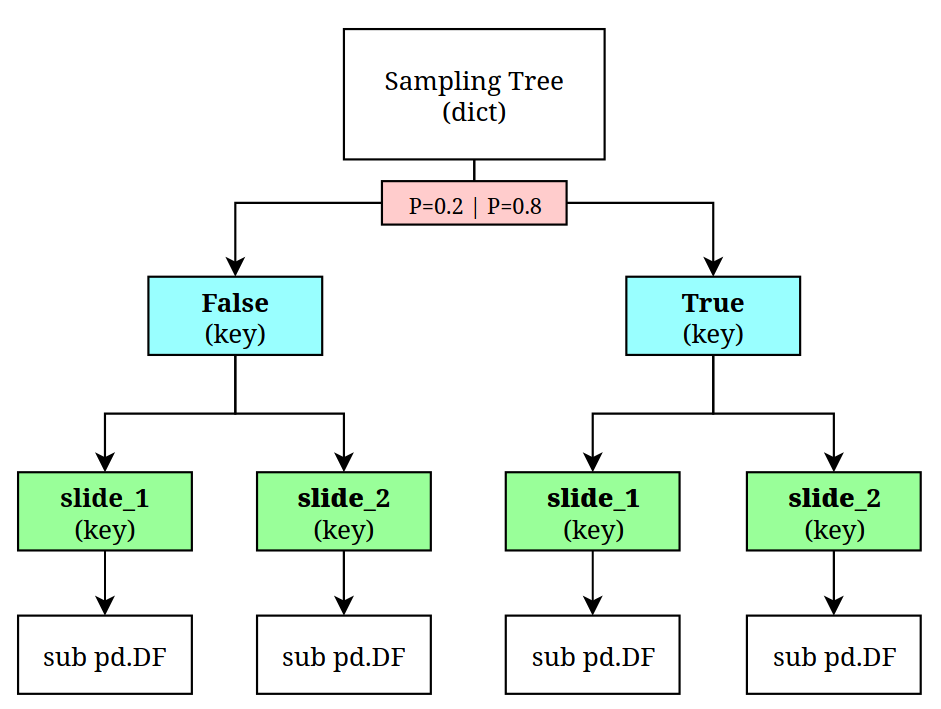 Sampling Tree
(dict)
P=0.2 | P=0.8
False
(key)
True
(key)
slide_1
(key)
slide_2
(key)
slide_1
(key)
slide_2
(key)
sub pd.DF
sub pd.DF
sub pd.DF
sub pd.DF